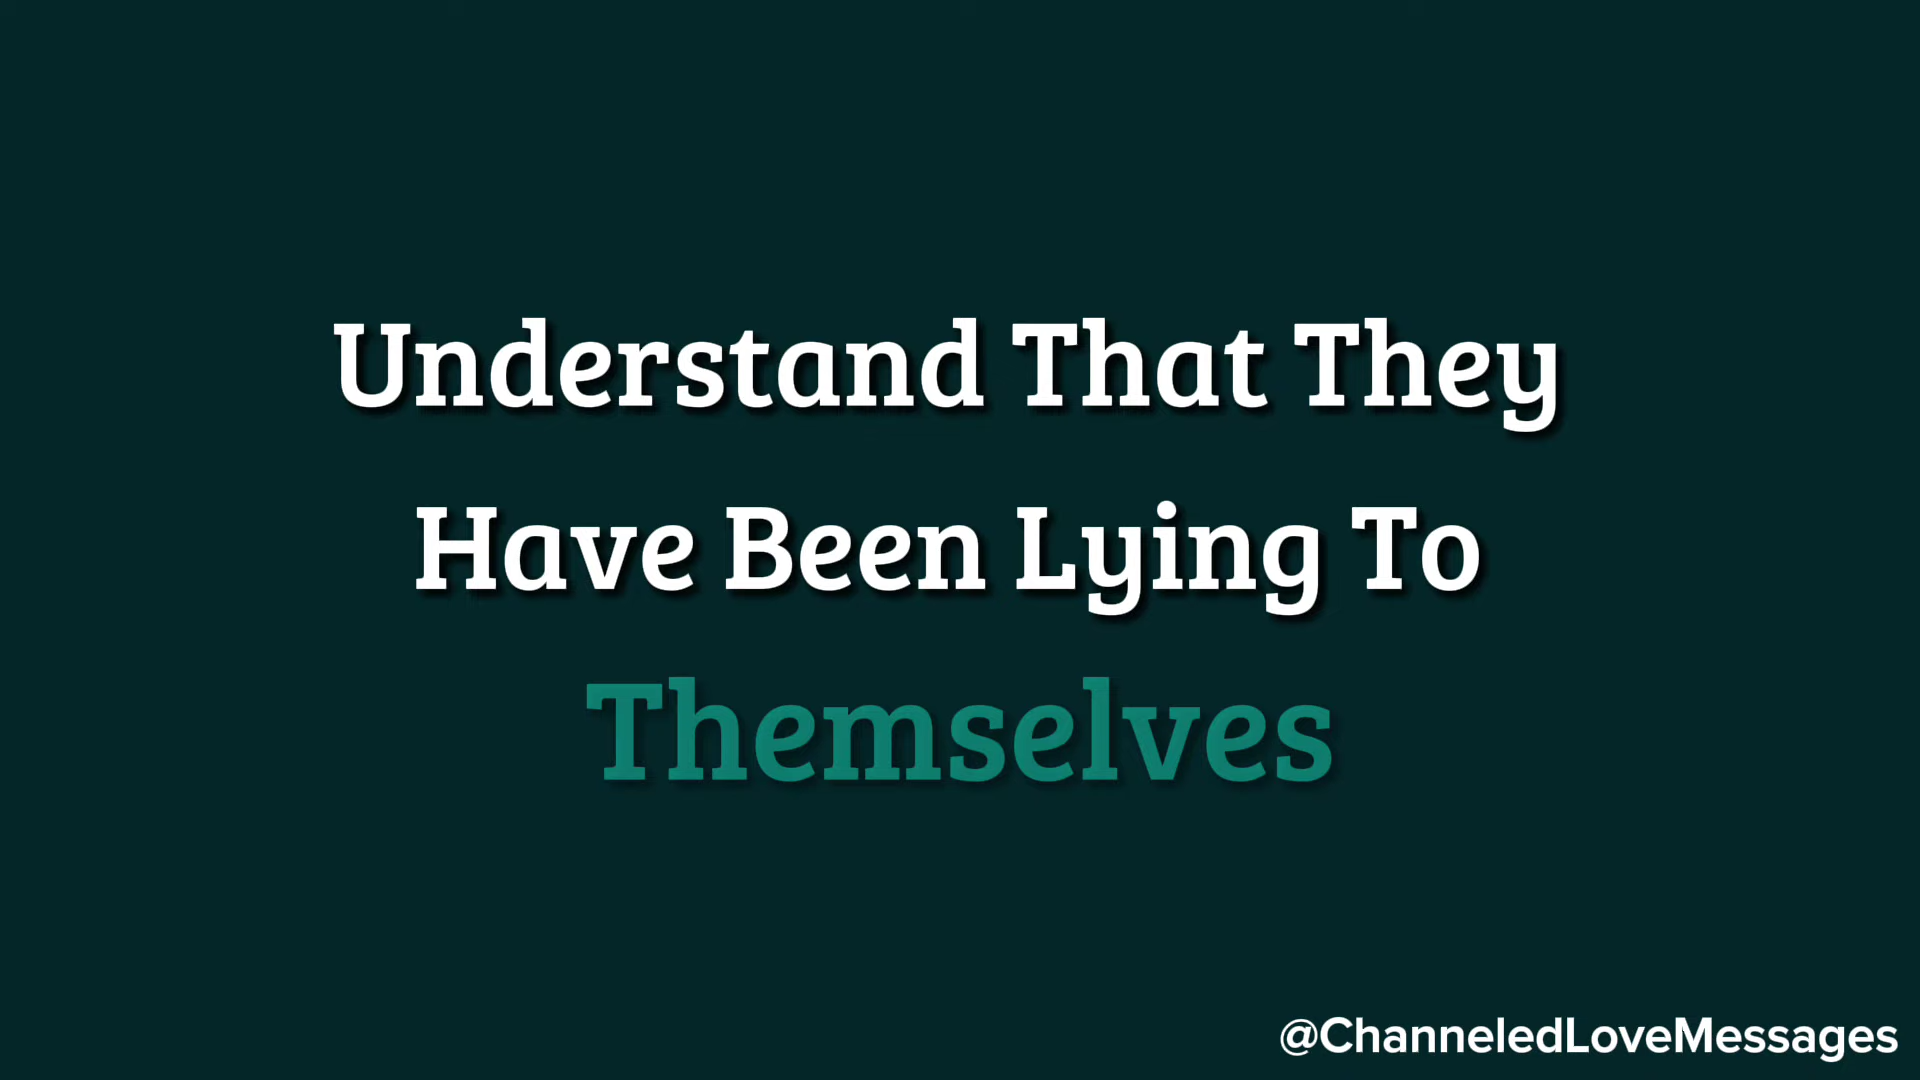 Understand That They
Have Been Lying To
Themselves
@ChanneledLoveMessages